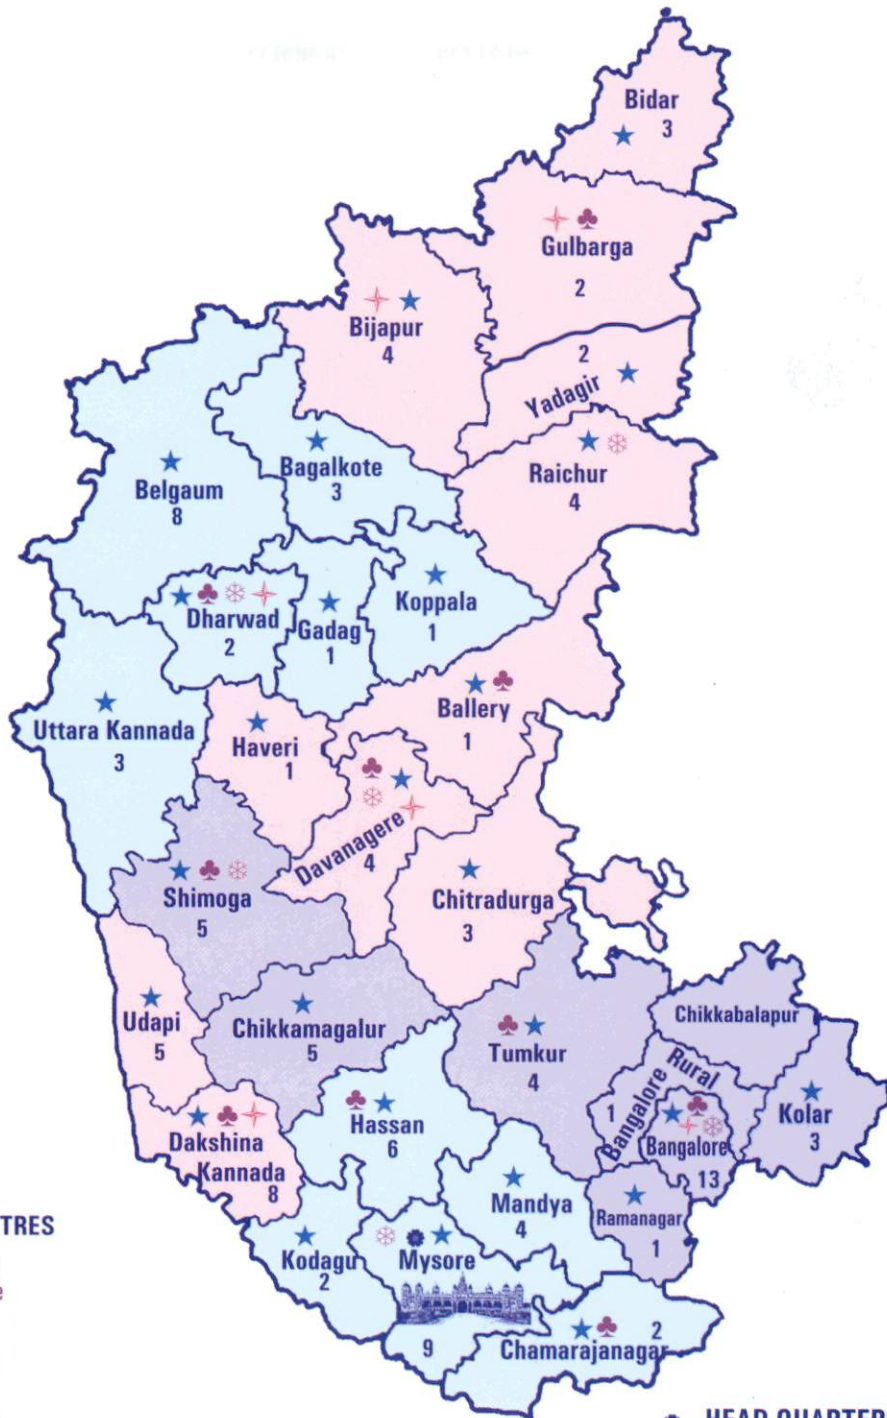 Bidar
3
Gulbarga
2
Bijapur
4
2
Yadagir
Raichur
4
Bagalkote
3
Belgaum
8
Koppala
1
Dharwad
2
Gadag
1
Ballery
1
Uttara Kannada
3
Haveri
1
Davanagere
4
Shimoga
5
Chitradurga
3
Udapi
5
Chikkamagalur
5
Tumkur
4
Chikkabalapur
Bangalore Rural
1
Bangalore
13
Kolar
3
Hassan
6
Dakshina
Kannada
8
Mandya
4
Ramanagar
1
TRES
e
Kodagu
2
Mysore
9
Chamarajanagar
2
HEAD QUARTER